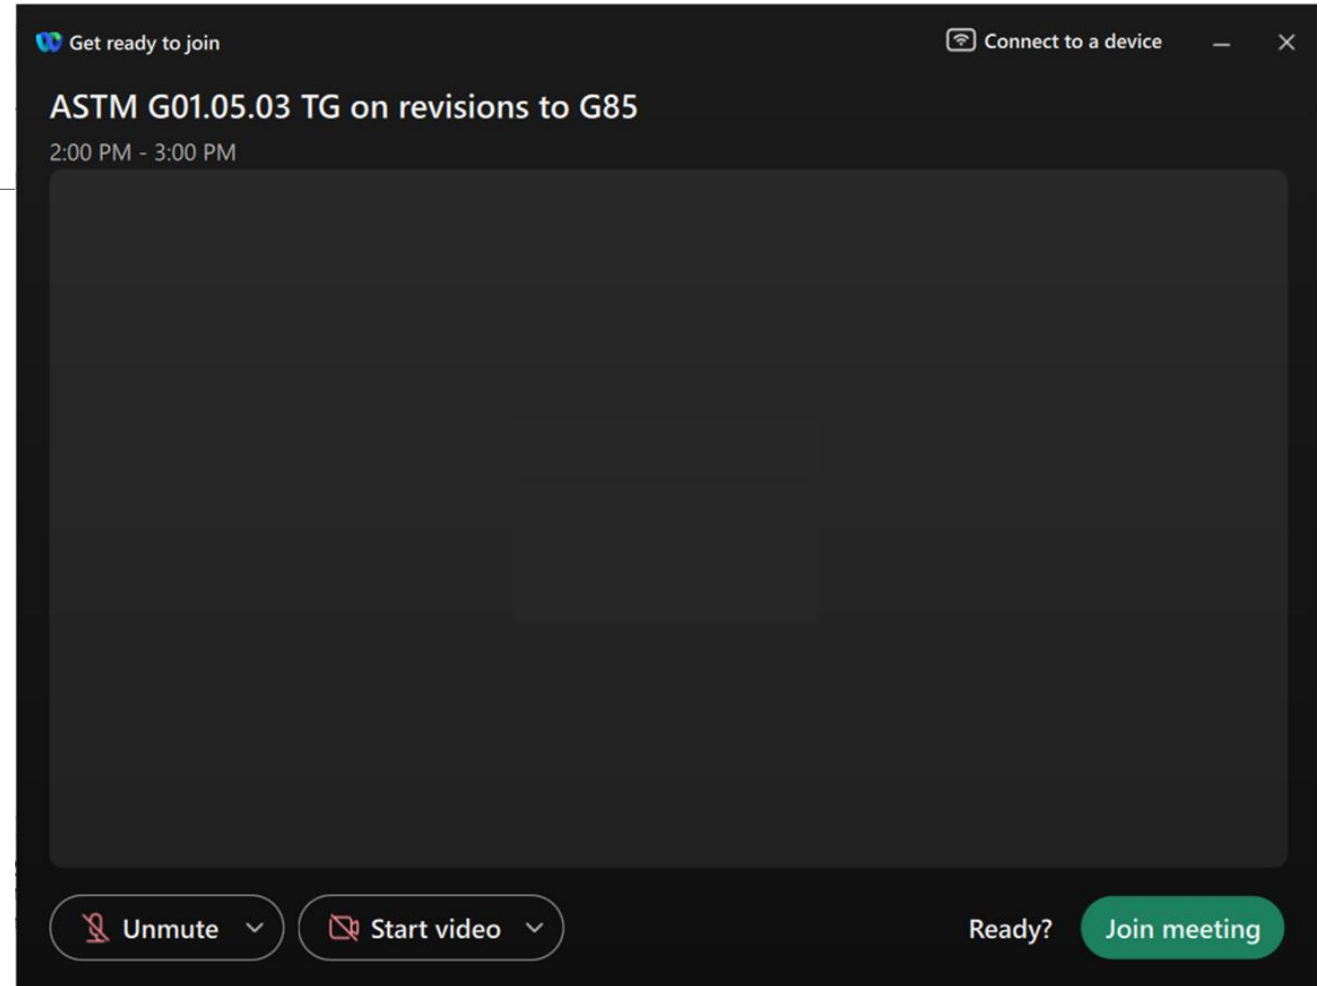 Get ready to join
Connect to a device
ASTM G01.05.03 TG on revisions to G85
2:00 PM - 3:00 PM
Unmute
Start video
Ready?
Join meeting